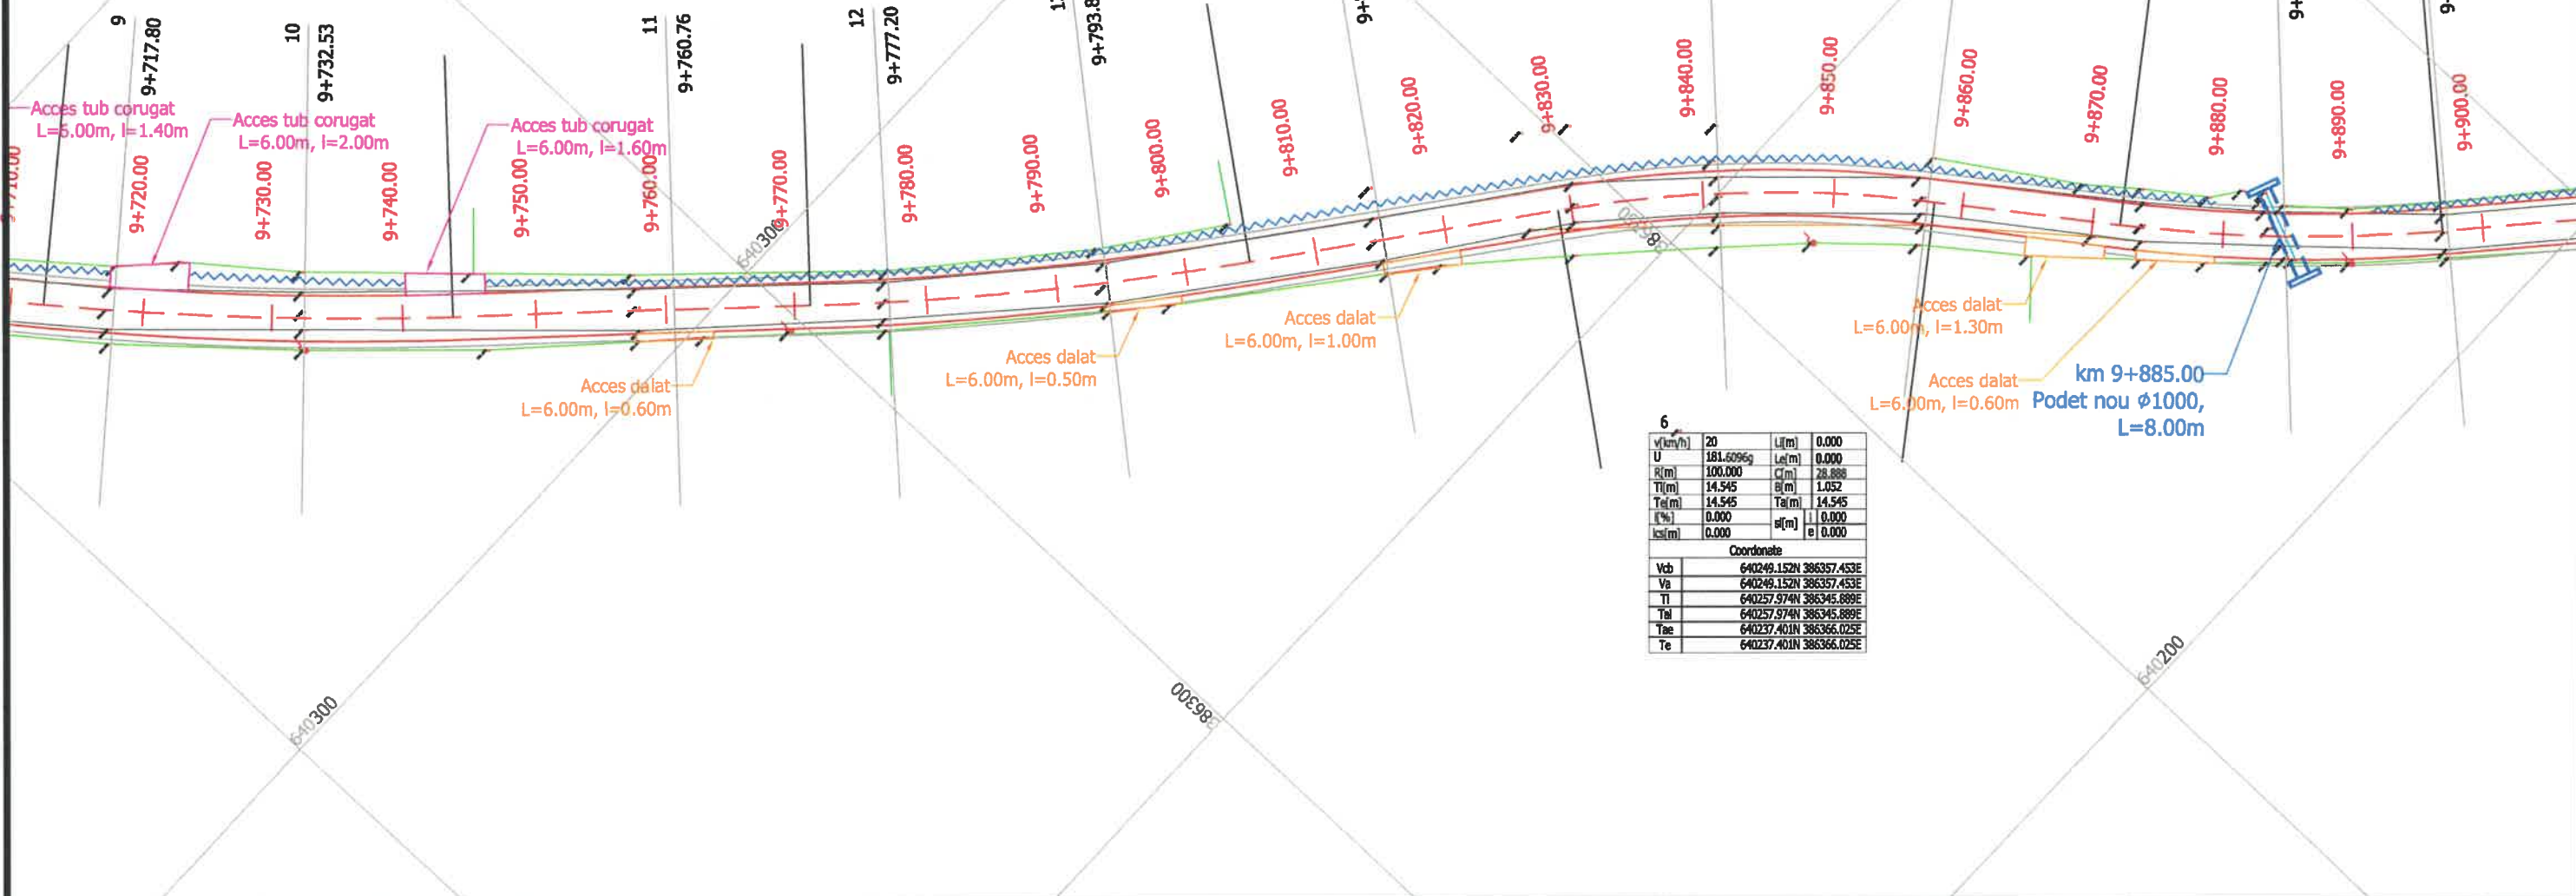 9
9+717.80
10
9+732.53
11
9+760.76
12
9+777.20
9+793.8
9+
9+
9+720.00
9+730.00
9+740.00
9+750.00
9+760.00
9+770.00
9+780.00
9+790.00
9+800.00
9+810.00
9+820.00
9+830.00
9+840.00
9+850.00
9+860.00
9+870.00
9+880.00
9+890.00
9+900.00
Acces tub corugat
L=6.00m, l=1.40m
Acces tub corugat
L=6.00m, l=2.00m
Acces tub corugat
L=6.00m, l=1.60m
640300
Acces dalat
L=6.00m, l=0.60m
Acces dalat
L=6.00m, l=0.50m
Acces dalat
L=6.00m, l=1.00m
Acces dalat
L=6.00m, l=1.30m
Acces dalat
L=6.00m, l=0.60m
km 9+885.00
Podet nou ϕ1000,
L=8.00m
6
v[km/h] 20 Li[m] 0.000
U 181.6096g Le[m] 0.000
R[m] 100.000 C[m] 28.888
Ti[m] 14.545 B[m] 1.052
Te[m] 14.545 Ta[m] 14.545
i[%] 0.000 sl[m] i 0.000
lcs[m] 0.000 e 0.000
Coordonate
Vcb 640249.152N 386357.453E
Va 640249.152N 386357.453E
Ti 640257.974N 386345.889E
Tai 640257.974N 386345.889E
Tae 640237.401N 386366.025E
Te 640237.401N 386366.025E
640300
386300
640200